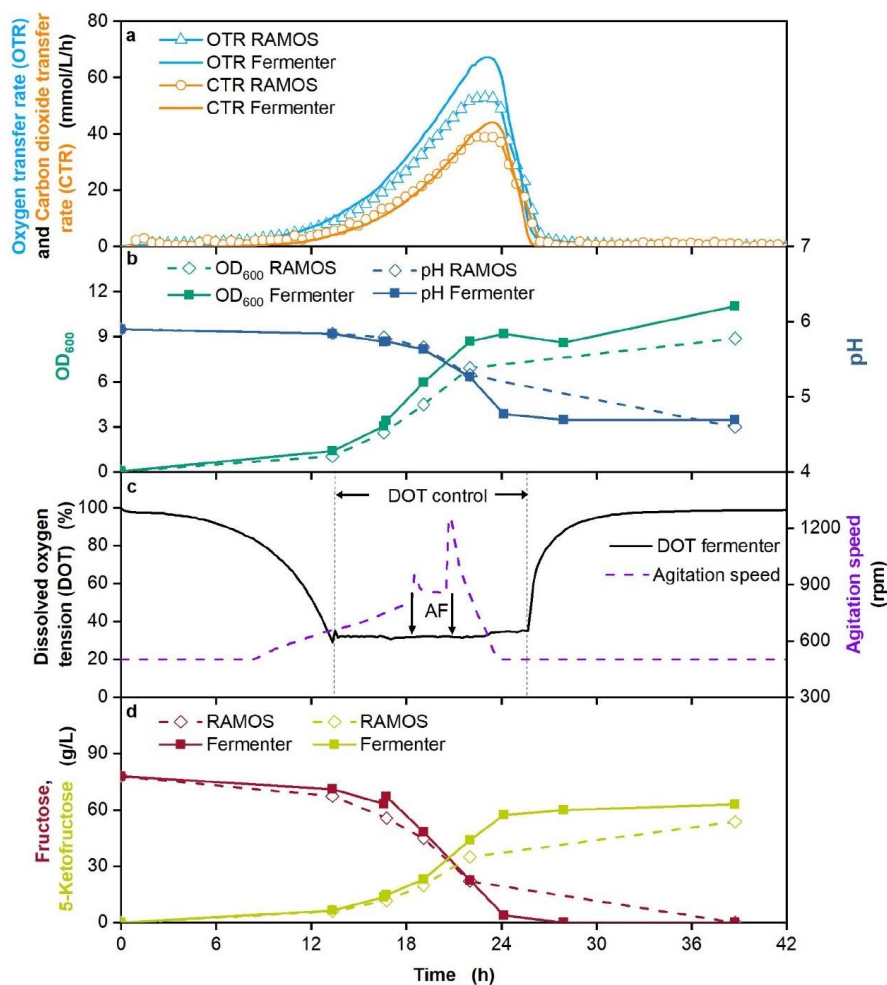 Oxygen transfer rate (OTR)
and Carbon dioxide transfer
rate (CTR) (mmol/L/h)
80
60
40
20
0
a
OTR RAMOS
OTR Fermenter
CTR RAMOS
CTR Fermenter
b
OD600 RAMOS
OD600 Fermenter
pH RAMOS
pH Fermenter
OD600
12
9
6
3
0
7
6
5
4
pH
c
DOT control
Dissolved oxygen
tension (DOT) (%)
100
80
60
40
20
0
AF
DOT fermenter
Agitation speed
1200
900
600
300
Agitation speed
(rpm)
d
RAMOS
Fermenter
RAMOS
Fermenter
Fructose,
5-Ketofructose (g/L)
90
60
30
0
0
6
12
18
24
30
36
42
Time (h)